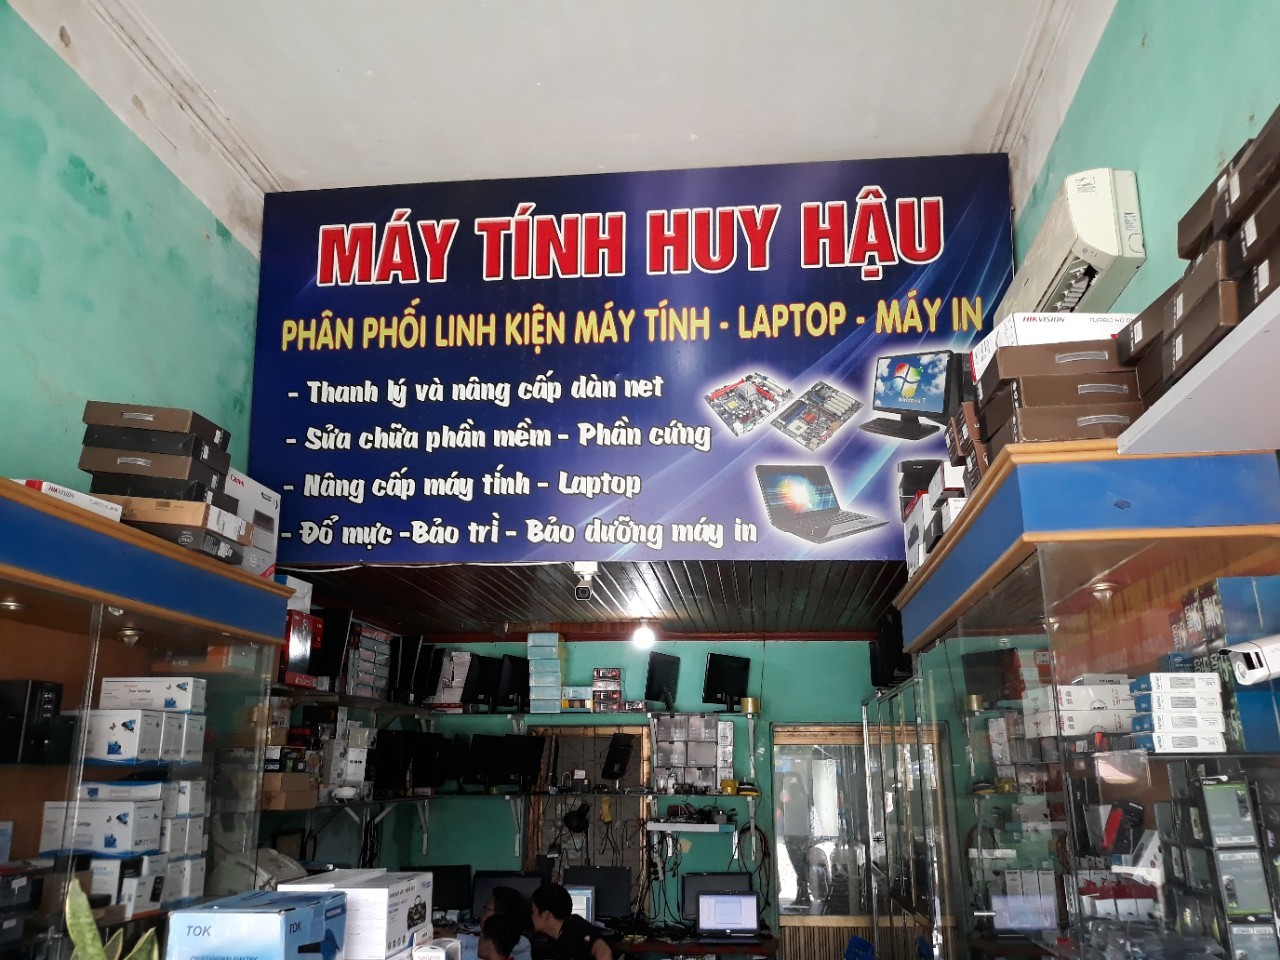 MÁY TÍNH HUY HẬU
PHÂN PHỐI LINH KIỆN MÁY TÍNH - LAPTOP - MÁY IN
- Thanh lý và nâng cấp dàn net
- Sửa chữa phần mềm - Phần cứng
- Nâng cấp máy tính - Laptop
- Đổ mực -Bảo trì - Bảo dưỡng máy in
HIKVISION
HIKVISION
Canon
TOK
TOK